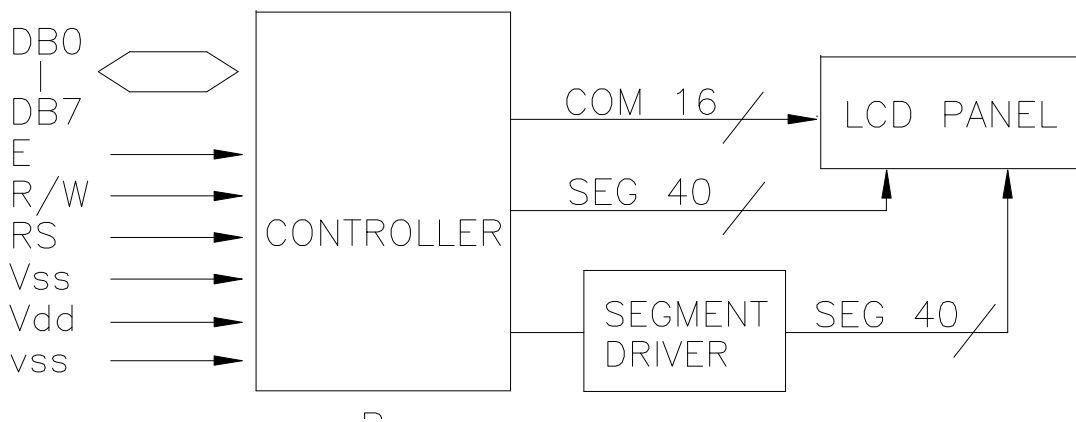 DB0
|
DB7
E
R/W
RS
Vss
Vdd
vss
CONTROLLER
COM 16
SEG 40
SEGMENT
DRIVER
SEG 40
LCD PANEL